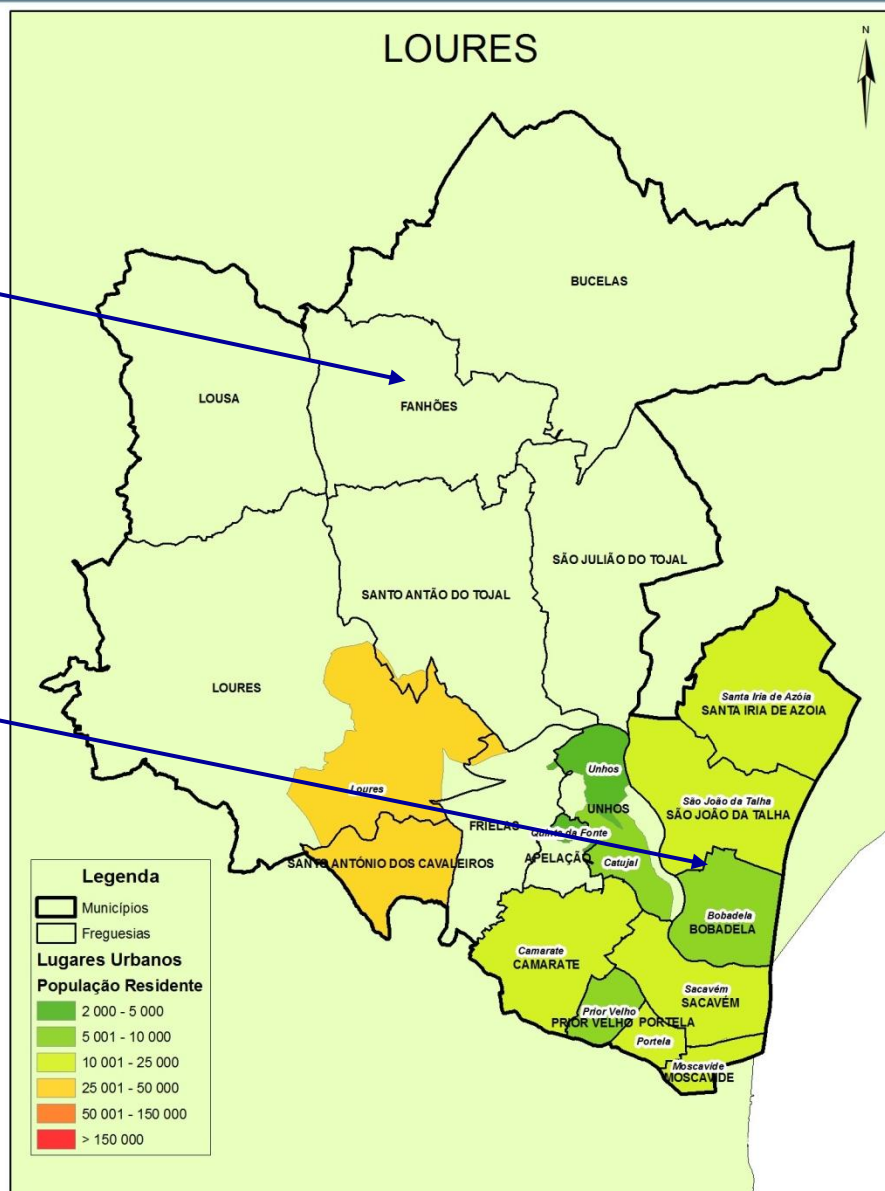 LOURES
N
BUCELAS
LOUSA
FANHÕES
SÃO JULIÃO DO TOJAL
SANTO ANTÃO DO TOJAL
LOURES
Santa Iria de Azóia
SANTA IRIA DE AZOIA
Unhos
São João da Talha
SÃO JOÃO DA TALHA
Loures
UNHOS
FRIELAS
Quinta da Fonte
SANTO ANTÓNIO DOS CAVALEIROS
APELAÇÃO
Catujal
Bobadela
BOBADELA
Camarate
CAMARATE
Sacavém
SACAVÉM
Prior Velho
PRIOR VELHO
PORTELA
Portela
Moscavide
MOSCAVIDE
Legenda
Municípios
Freguesias
Lugares Urbanos
População Residente
2 000 - 5 000
5 001 - 10 000
10 001 - 25 000
25 001 - 50 000
50 001 - 150 000
> 150 000